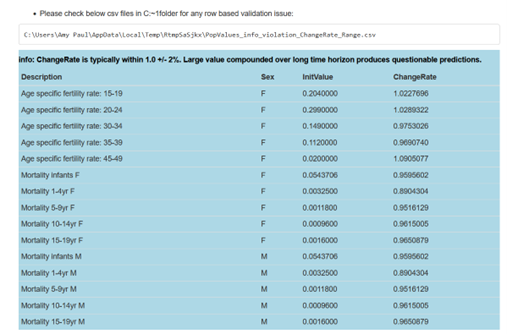 • Please check below csv files in C:~1folder for any row based validation issue:
C:\Users\Amy Paul\AppData\Local\Temp\RtmpSaSjkx\PopValues_info_violation_ChangeRate_Range.csv
info: ChangeRate is typically within 1.0 +/- 2%. Large value compounded over long time horizon produces questionable predictions.
Description Sex InitValue ChangeRate
Age specific fertility rate: 15-19 F 0.2040000 1.0227696
Age specific fertility rate: 20-24 F 0.2990000 1.0289322
Age specific fertility rate: 30-34 F 0.1490000 0.9753026
Age specific fertility rate: 35-39 F 0.1120000 0.9690740
Age specific fertility rate: 45-49 F 0.0200000 1.0905077
Mortality Infants F F 0.0543706 0.9595602
Mortality 1-4yr F F 0.0032500 0.8904304
Mortality 5-9yr F F 0.0011800 0.9516129
Mortality 10-14yr F F 0.0009600 0.9615005
Mortality 15-19yr F F 0.0016000 0.9650879
Mortality Infants M M 0.0543706 0.9595602
Mortality 1-4yr M M 0.0032500 0.8904304
Mortality 5-9yr M M 0.0011800 0.9516129
Mortality 10-14yr M M 0.0009600 0.9615005
Mortality 15-19yr M M 0.0016000 0.9650879